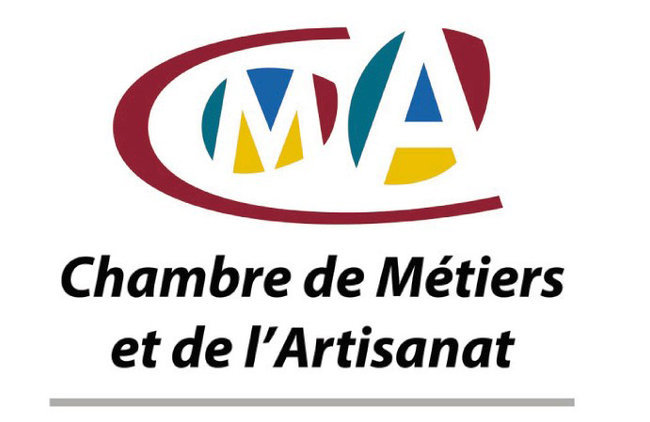 CMA
Chambre de Métiers
et de l'Artisanat